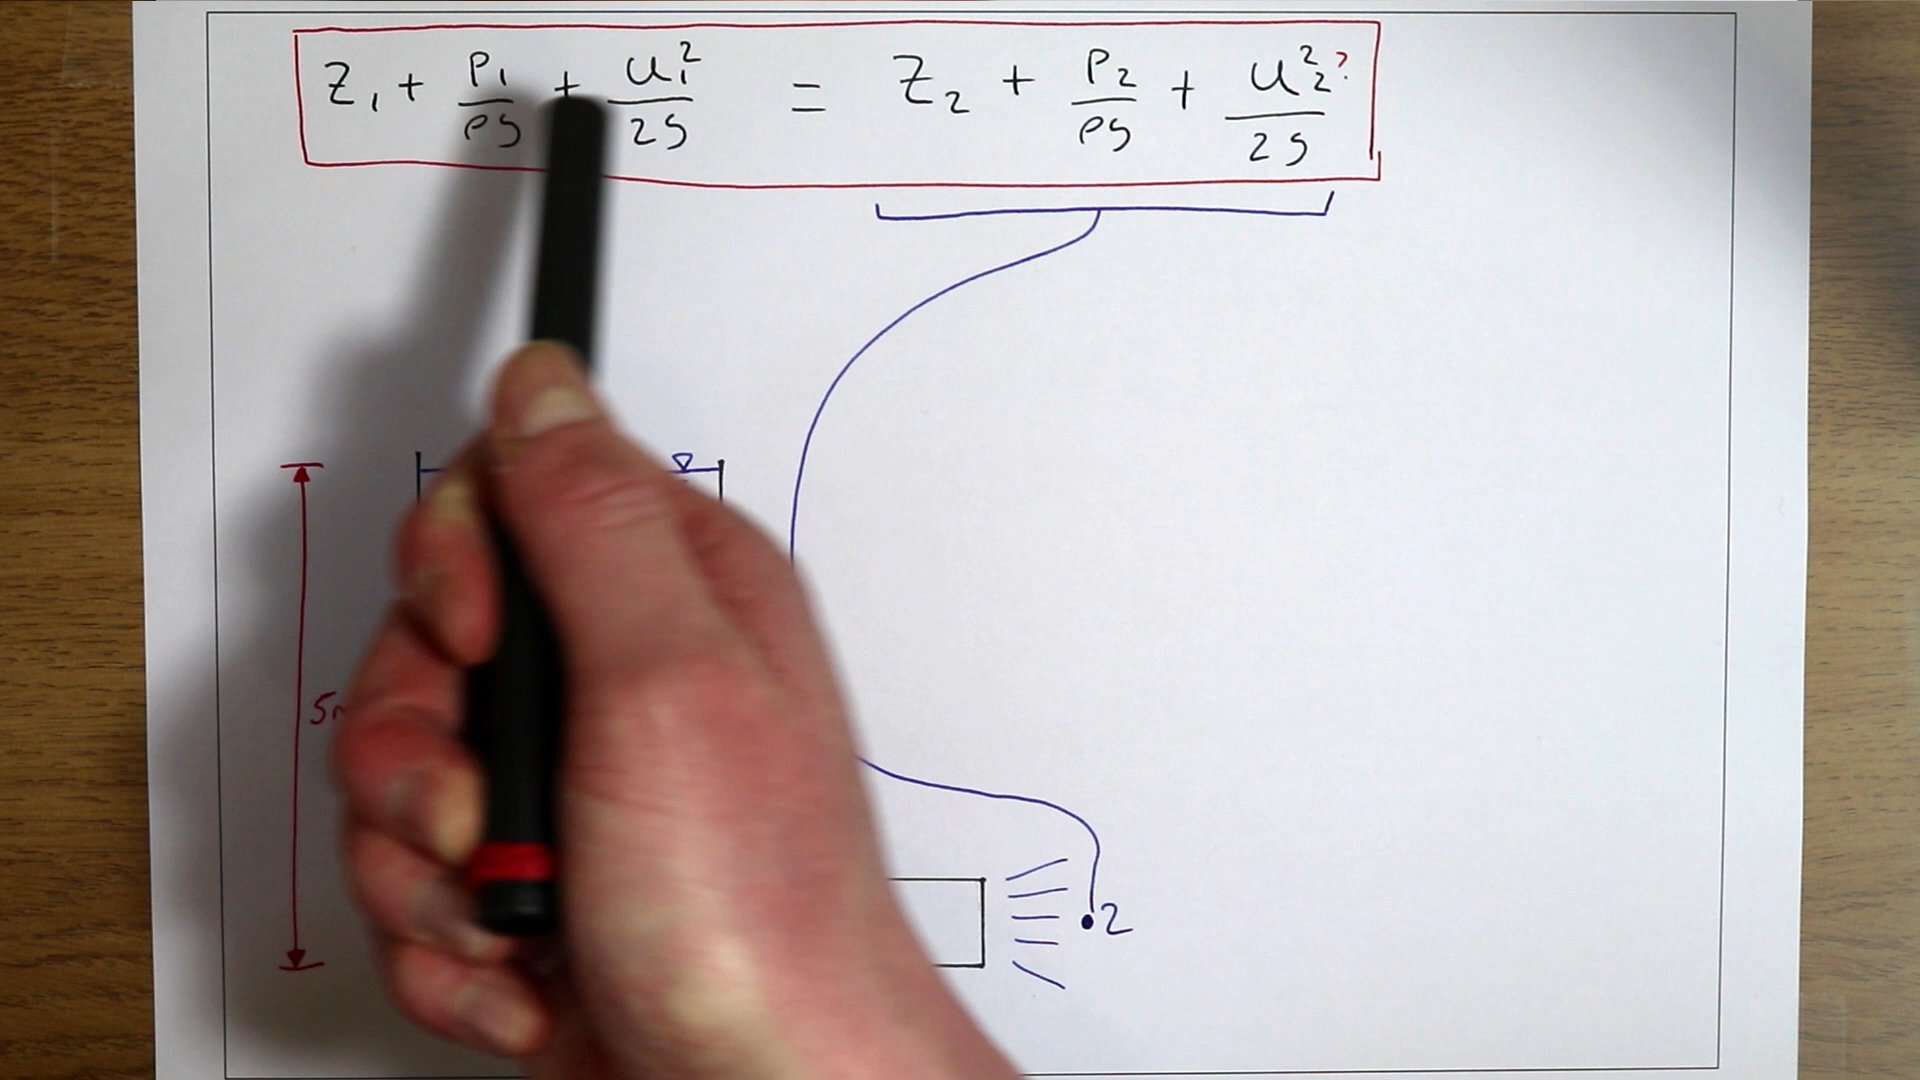 Z₁ + P₁/ρg + u₁²/2g = Z₂ + P₂/ρg + u₂²/2g ?
2